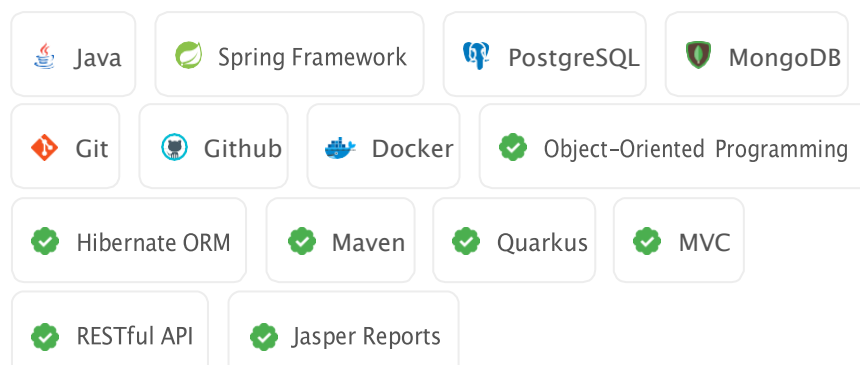 Java Spring Framework PostgreSQL MongoDB
Git Github Docker Object-Oriented Programming
Hibernate ORM Maven Quarkus MVC
RESTful API Jasper Reports